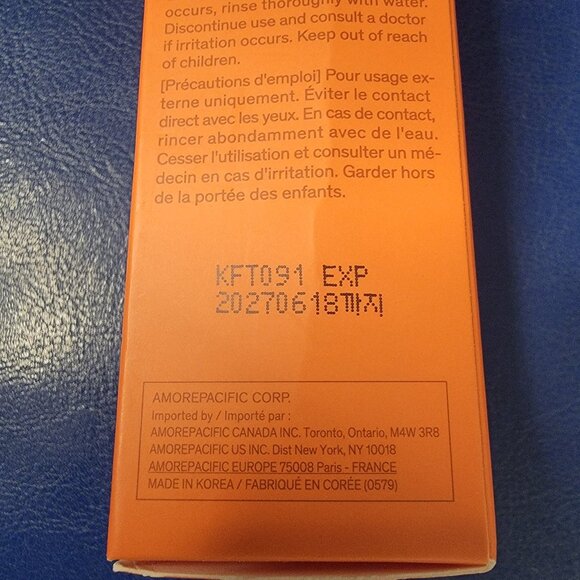 occurs, rinse thoroughly with water.
Discontinue use and consult a doctor
if irritation occurs. Keep out of reach
of children.
[Précautions d'emploi] Pour usage ex-
terne uniquement. Éviter le contact
direct avec les yeux. En cas de contact,
rincer abondamment avec de l'eau.
Cesser l'utilisation et consulter un mé-
decin en cas d'irritation. Garder hors
de la portée des enfants.
KFT091 EXP
20270618까지
AMOREPACIFIC CORP.
Imported by / Importé par :
AMOREPACIFIC CANADA INC. Toronto, Ontario, M4W 3R8
AMOREPACIFIC US INC. Dist New York, NY 10018
AMOREPACIFIC EUROPE 75008 Paris - FRANCE
MADE IN KOREA / FABRIQUÉ EN CORÉE (0579)